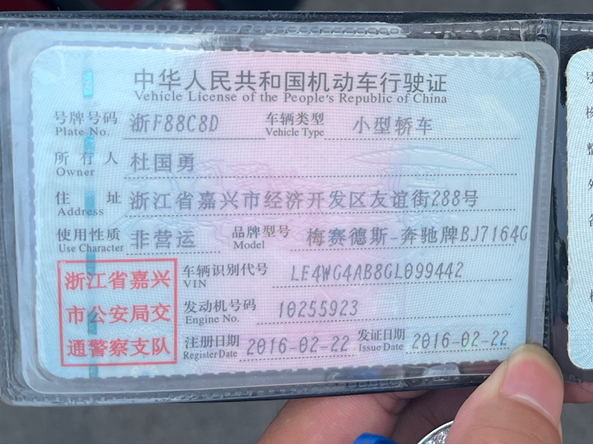 中华人民共和国机动车行驶证
Vehicle License of the People's Republic of China
号牌号码 浙F88C8D 车辆类型 小型轿车
Plate No. Vehicle Type
所有人 杜国勇
Owner
住址 浙江省嘉兴市经济开发区友谊街288号
Address
使用性质 非营运 品牌型号 梅赛德斯-奔驰牌BJ7164G
Use Character Model
浙江省嘉兴
市公安局交
通警察支队
车辆识别代号 LE4WG4AB8GL099442
VIN
发动机号码 10255923
Engine No.
注册日期 2016-02-22 发证日期 2016-02-22
Register Date Issue Date